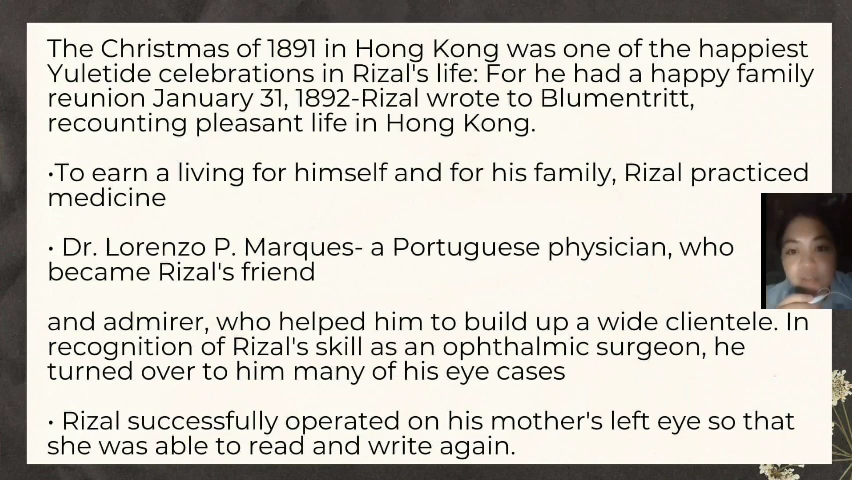 The Christmas of 1891 in Hong Kong was one of the happiest
Yuletide celebrations in Rizal's life: For he had a happy family
reunion January 31, 1892-Rizal wrote to Blumentritt,
recounting pleasant life in Hong Kong.
•To earn a living for himself and for his family, Rizal practiced
medicine
• Dr. Lorenzo P. Marques- a Portuguese physician, who
became Rizal's friend
and admirer, who helped him to build up a wide clientele. In
recognition of Rizal's skill as an ophthalmic surgeon, he
turned over to him many of his eye cases
• Rizal successfully operated on his mother's left eye so that
she was able to read and write again.